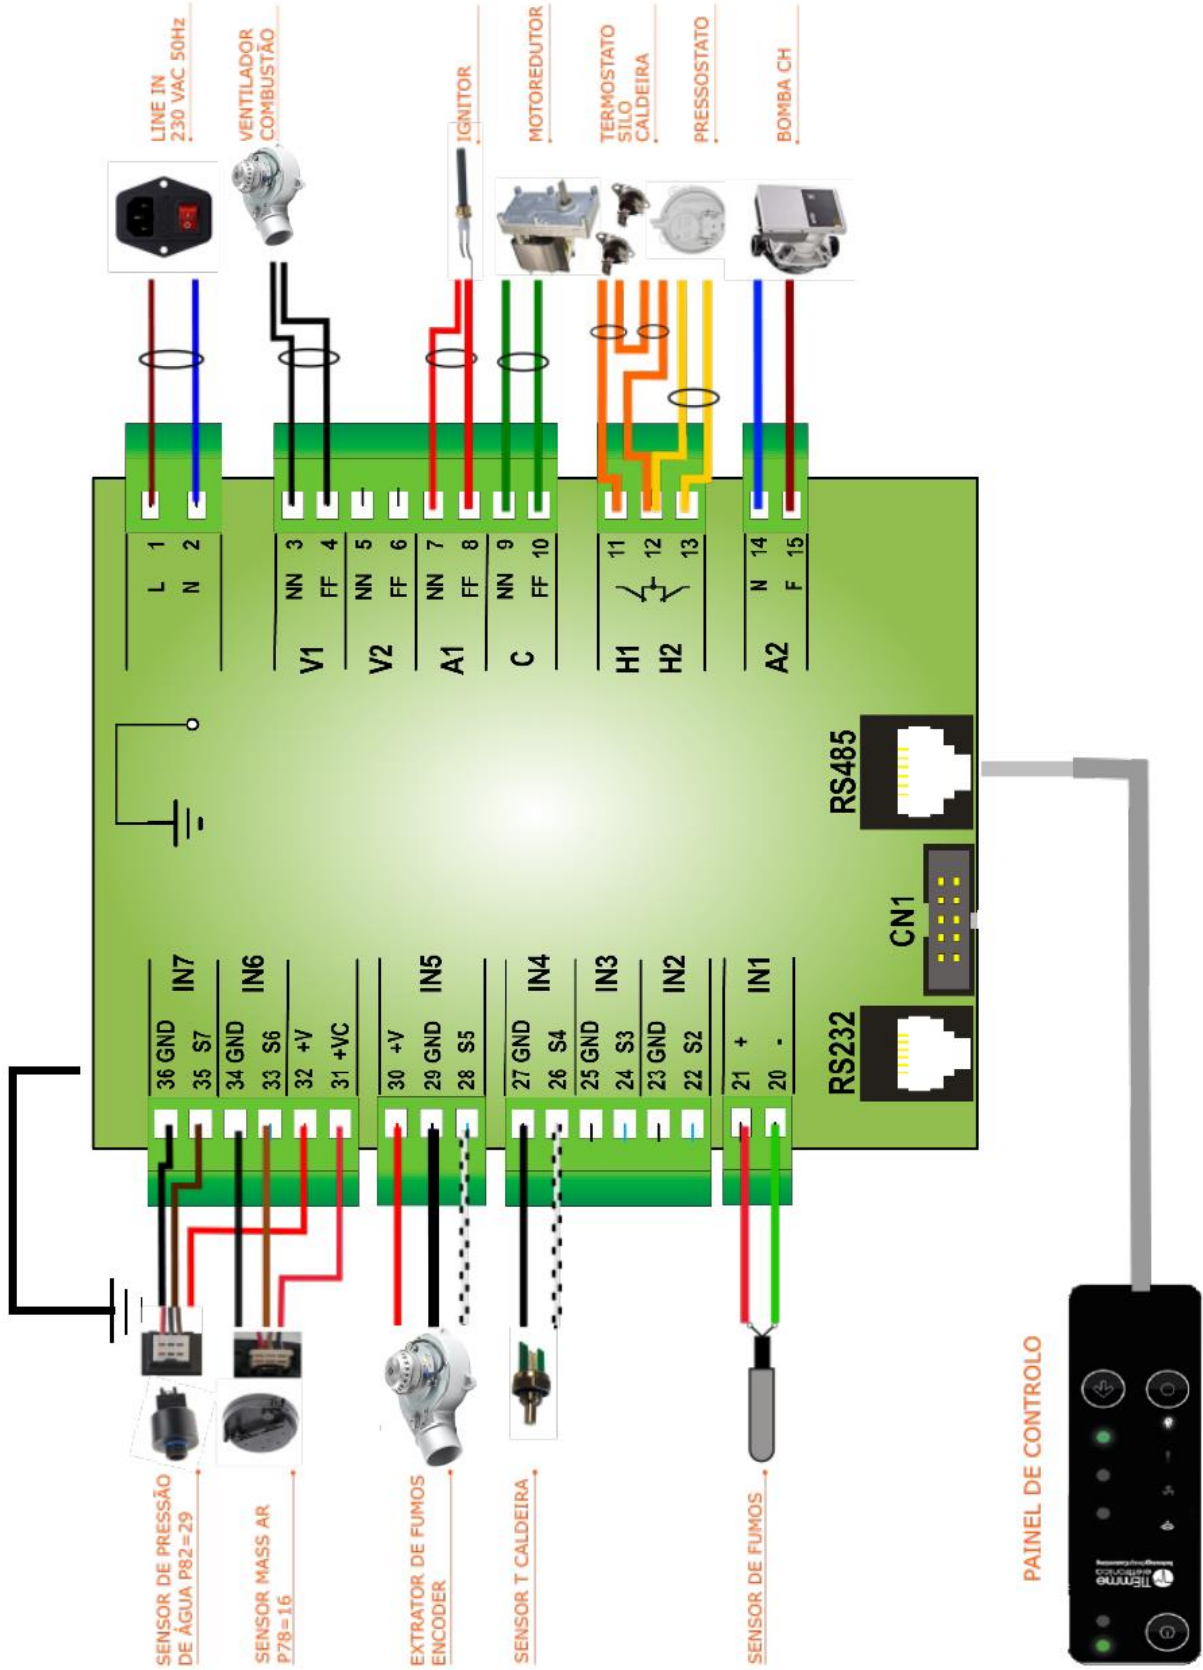 LINE IN
230 VAC 50Hz
VENTILADOR
COMBUSTÃO
IGNITOR
MOTOREDUTOR
TERMOSTATO
SILO
CALDEIRA
PRESSOSTATO
BOMBA CH
L 1
N 2
V1
NN 3
FF 4
V2
NN 5
FF 6
A1
NN 7
FF 8
C
NN 9
FF 10
H1
H2
11
12
13
A2
N 14
F 15
RS485
CN1
RS232
IN7
36 GND
35 S7
IN6
34 GND
33 S6
32 +V
31 +VC
IN5
30 +V
29 GND
28 S5
IN4
27 GND
26 S4
IN3
25 GND
24 S3
IN2
23 GND
22 S2
IN1
21 +
20 -
SENSOR DE PRESSÃO
DE ÁGUA P82=29
SENSOR MASS AR
P78=16
EXTRATOR DE FUMOS
ENCODER
SENSOR T CALDEIRA
SENSOR DE FUMOS
PAINEL DE CONTROLO
TiEmme
elettronica